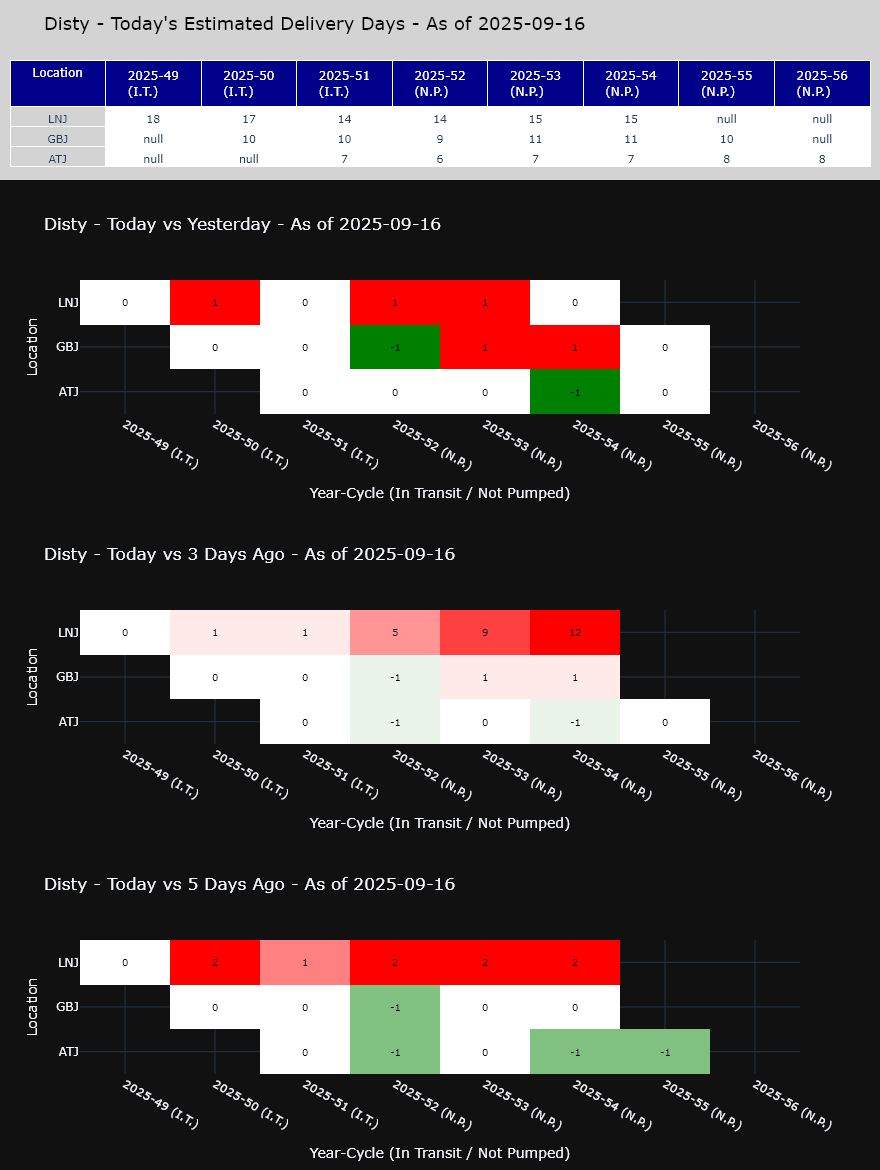 Disty - Today's Estimated Delivery Days - As of 2025-09-16
Location 2025-49 (I.T.) 2025-50 (I.T.) 2025-51 (I.T.) 2025-52 (N.P.) 2025-53 (N.P.) 2025-54 (N.P.) 2025-55 (N.P.) 2025-56 (N.P.)
LNJ 18 17 14 14 15 15 null null
GBJ null 10 10 9 11 11 10 null
ATJ null null 7 6 7 7 8 8
Disty - Today vs Yesterday - As of 2025-09-16
Location
LNJ 0 1 0 1 1 0
GBJ 0 0 -1 1 1 0
ATJ 0 0 0 -1 0
2025-49 (I.T.) 2025-50 (I.T.) 2025-51 (I.T.) 2025-52 (N.P.) 2025-53 (N.P.) 2025-54 (N.P.) 2025-55 (N.P.) 2025-56 (N.P.)
Year-Cycle (In Transit / Not Pumped)
Disty - Today vs 3 Days Ago - As of 2025-09-16
Location
LNJ 0 1 1 5 9 12
GBJ 0 0 -1 1 1
ATJ 0 -1 0 -1 0
2025-49 (I.T.) 2025-50 (I.T.) 2025-51 (I.T.) 2025-52 (N.P.) 2025-53 (N.P.) 2025-54 (N.P.) 2025-55 (N.P.) 2025-56 (N.P.)
Year-Cycle (In Transit / Not Pumped)
Disty - Today vs 5 Days Ago - As of 2025-09-16
Location
LNJ 0 2 1 2 2 2
GBJ 0 0 -1 0 0
ATJ 0 -1 0 -1 -1
2025-49 (I.T.) 2025-50 (I.T.) 2025-51 (I.T.) 2025-52 (N.P.) 2025-53 (N.P.) 2025-54 (N.P.) 2025-55 (N.P.) 2025-56 (N.P.)
Year-Cycle (In Transit / Not Pumped)